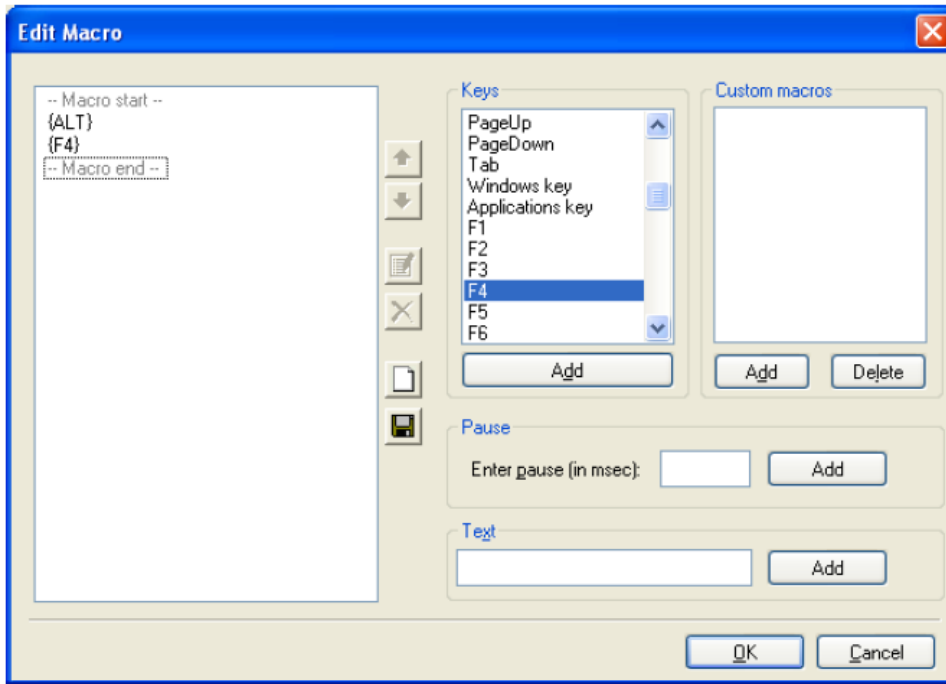 Edit Macro
-- Macro start --
{ALT}
{F4}
-- Macro end --
Keys
PageUp
PageDown
Tab
Windows key
Applications key
F1
F2
F3
F4
F5
F6
Add
Custom macros
Add
Delete
Pause
Enter pause (in msec):
Add
Text
Add
OK
Cancel